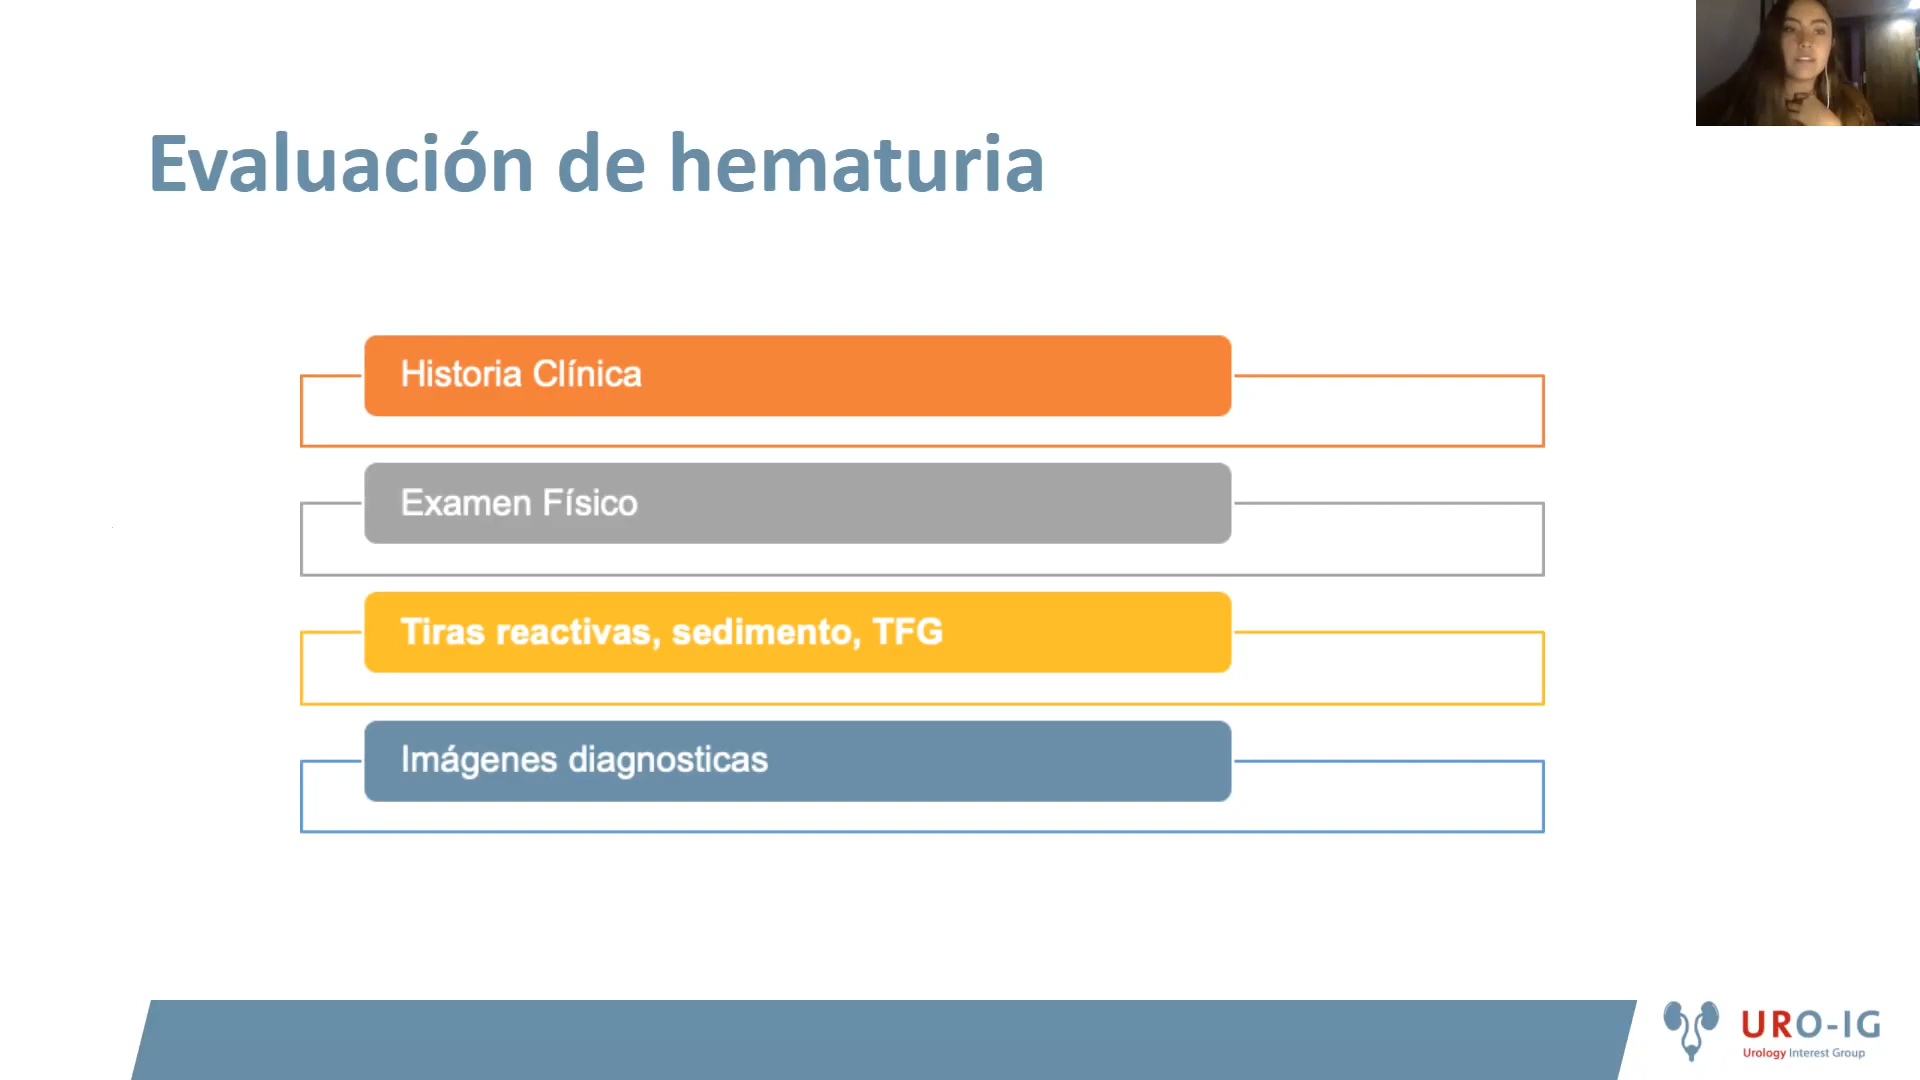 Evaluación de hematuria
Historia Clínica
Examen Físico
Tiras reactivas, sedimento, TFG
Imágenes diagnosticas
URO-IG
Urology Interest Group